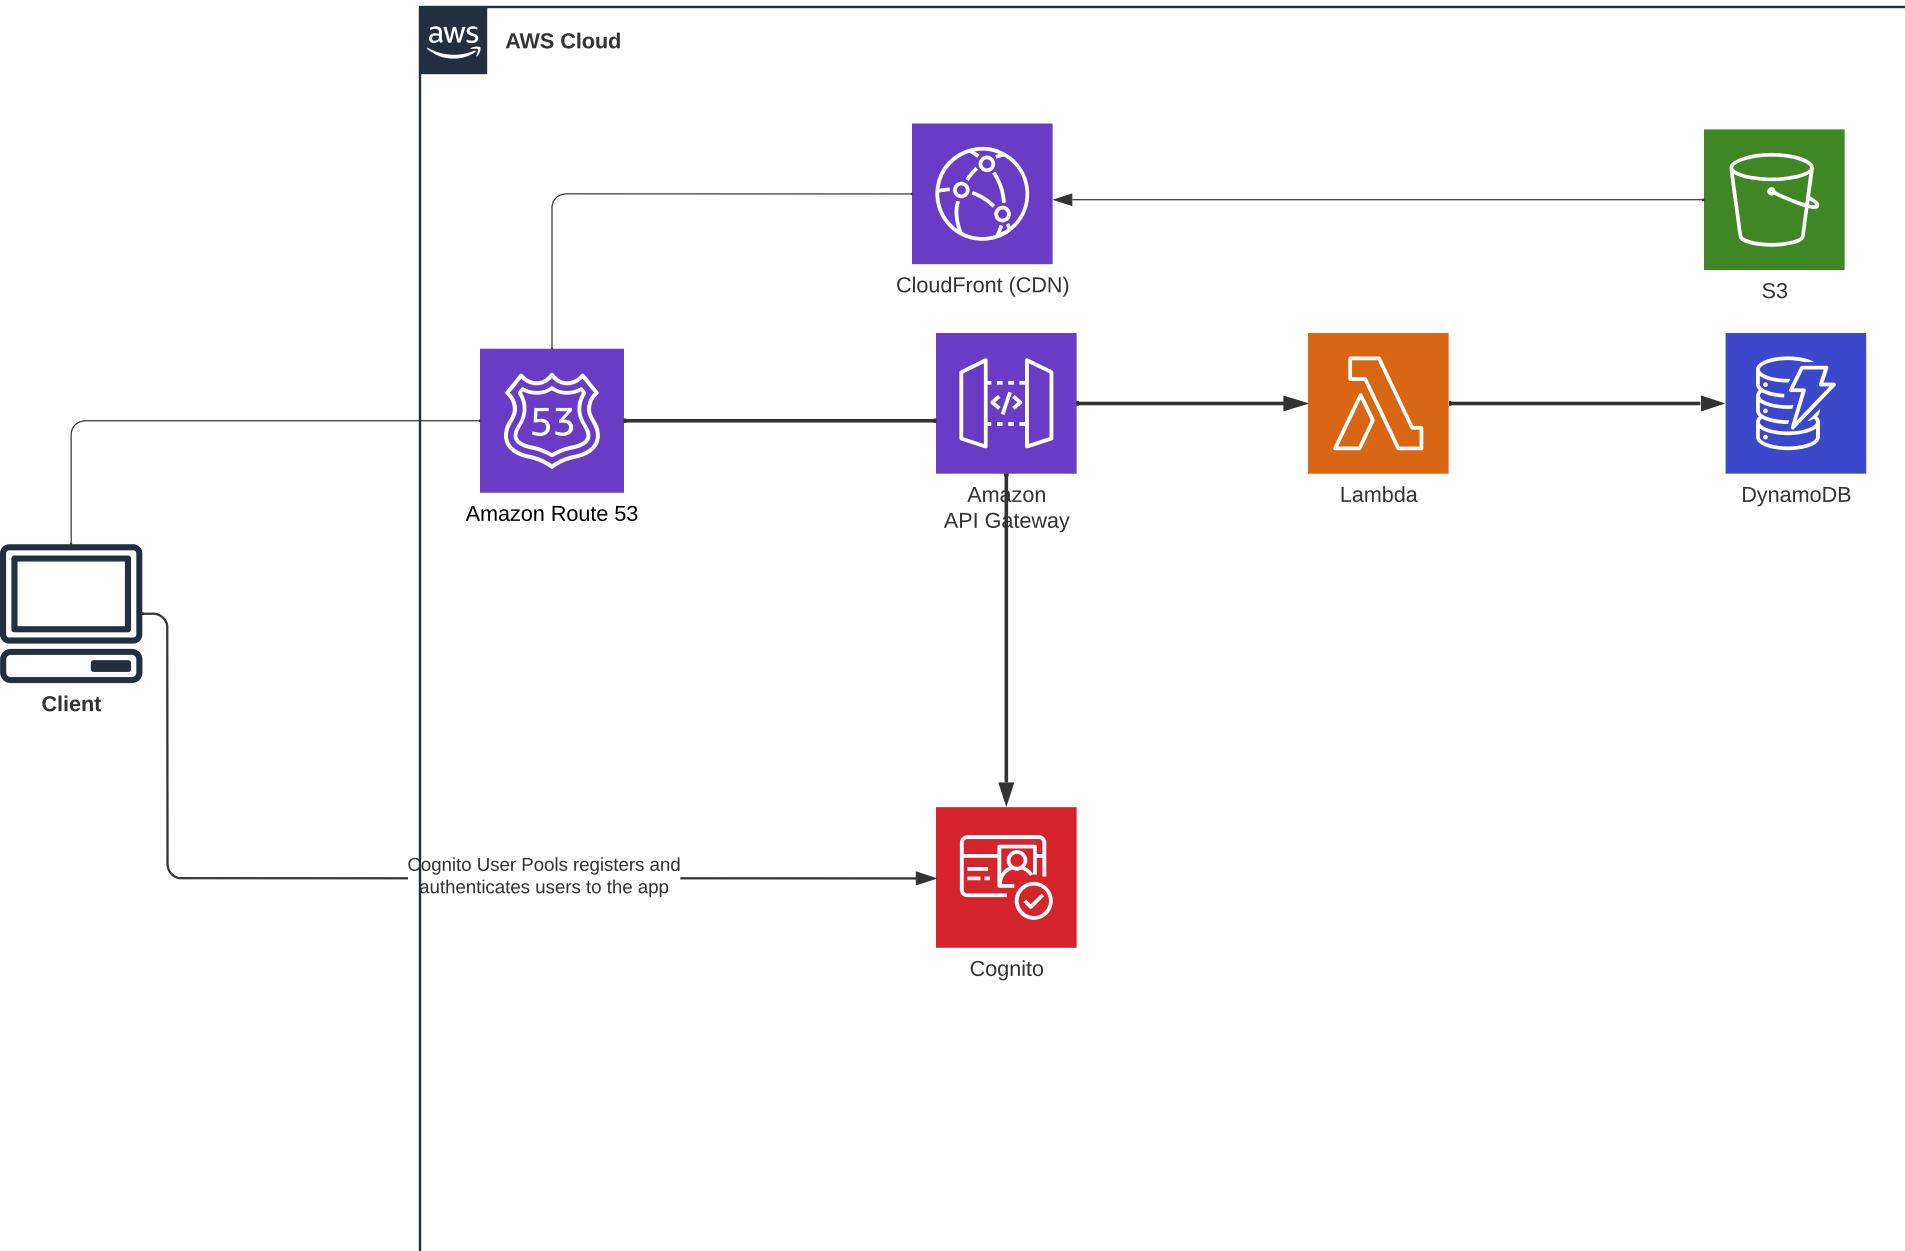 aws
AWS Cloud
CloudFront (CDN)
S3
53
Amazon Route 53
Amazon
API Gateway
Lambda
DynamoDB
Client
Cognito User Pools registers and
authenticates users to the app
Cognito